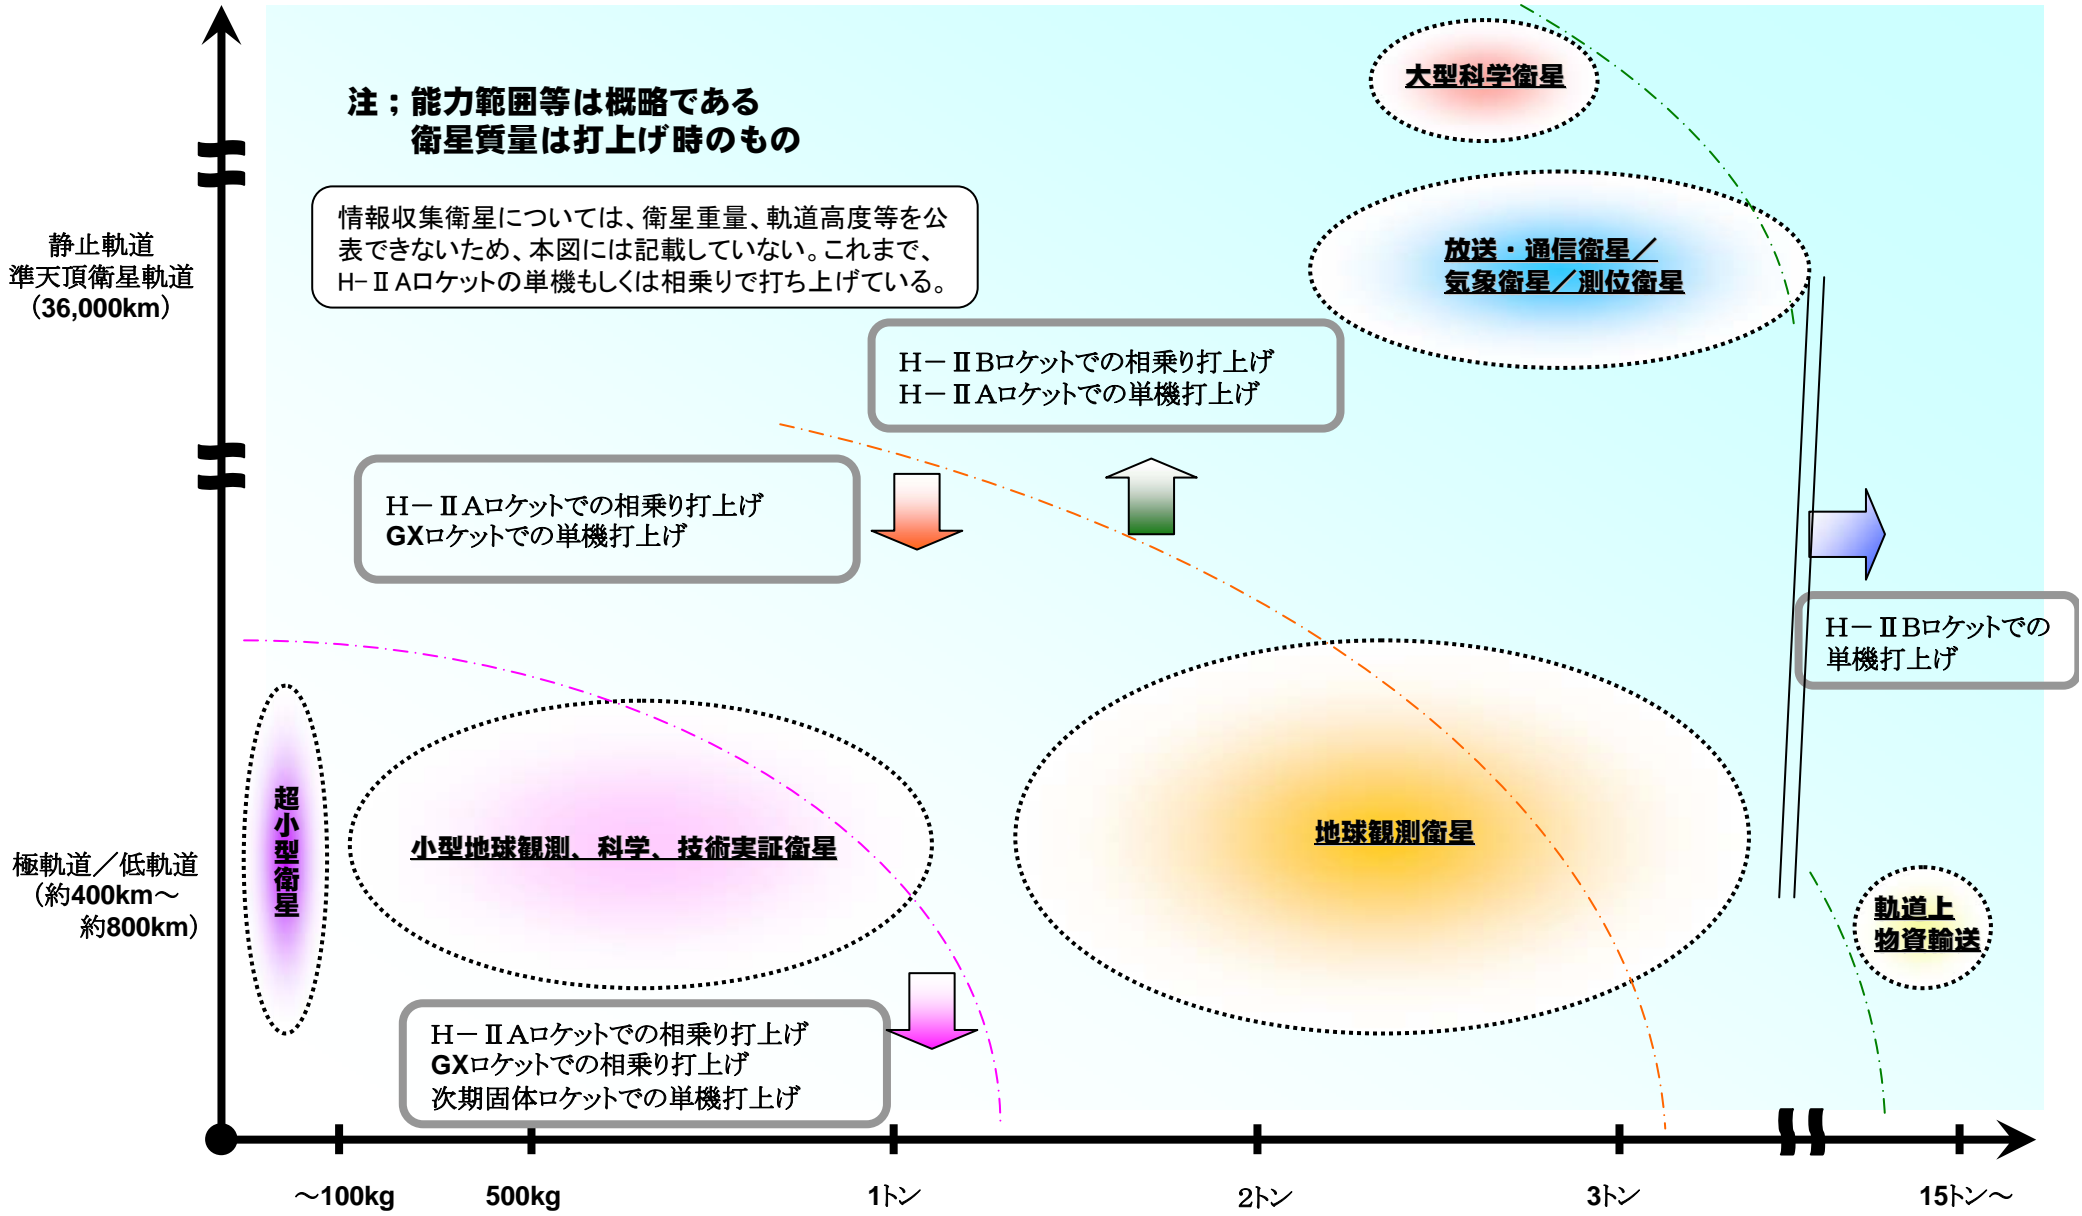 大型科学衛星
注；能力範囲等は概略である
衛星質量は打上げ時のもの
情報収集衛星については、衛星重量、軌道高度等を公
表できないため、本図には記載していない。これまで、
H−ⅡAロケットの単機もしくは相乗りで打ち上げている。
静止軌道
準天頂衛星軌道
（36,000km）
放送・通信衛星／
気象衛星／測位衛星
H－ⅡBロケットでの相乗り打上げ
H－ⅡAロケットでの単機打上げ
H－ⅡAロケットでの相乗り打上げ
GXロケットでの単機打上げ
H－ⅡBロケットでの
単機打上げ
超小型衛星
小型地球観測、科学、技術実証衛星
地球観測衛星
極軌道／低軌道
（約400km～
約800km）
軌道上
物資輸送
H－ⅡAロケットでの相乗り打上げ
GXロケットでの相乗り打上げ
次期固体ロケットでの単機打上げ
～100kg
500kg
1トン
2トン
3トン
15トン～